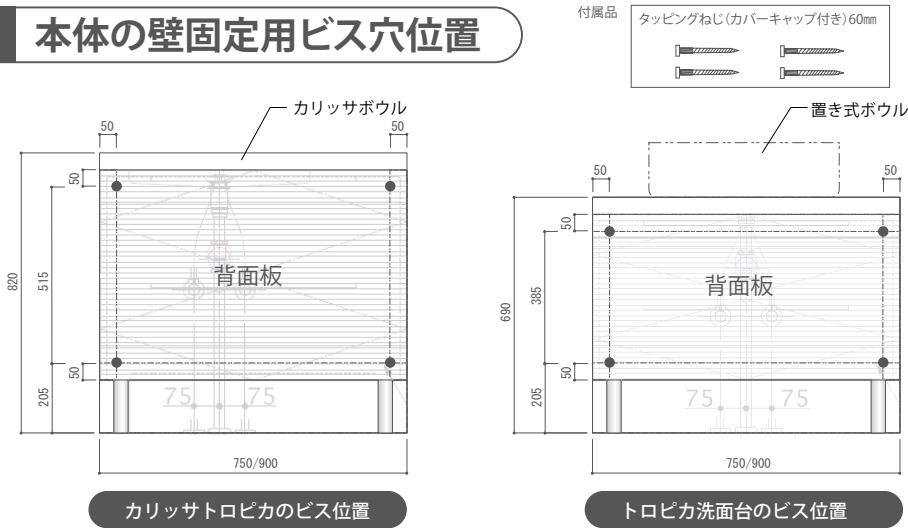 本体の壁固定用ビス穴位置
付属品
タッピングねじ(カバーキャップ付き)60㎜
カリッサボウル
50
50
50
820
515
背面板
50
205
75
75
750/900
カリッサトロピカのビス位置
置き式ボウル
50
50
50
690
385
背面板
50
205
75
75
750/900
トロピカ洗面台のビス位置